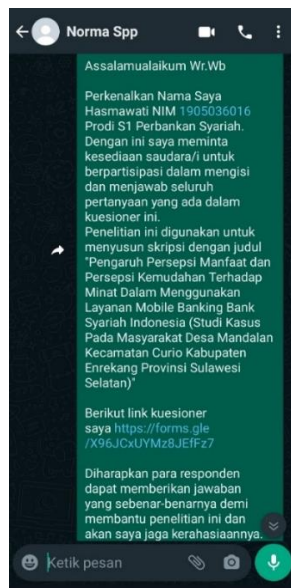 Norma Spp
Assalamualaikum Wr.Wb
Perkenalkan Nama Saya
Hasmawati NIM 1905036016
Prodi S1 Perbankan Syariah.
Dengan ini saya meminta
kesediaan saudara/i untuk
berpartisipasi dalam mengisi
dan menjawab seluruh
pertanyaan yang ada dalam
kuesioner ini.
Penelitian ini digunakan untuk
menyusun skripsi dengan judul
"Pengaruh Persepsi Manfaat dan
Persepsi Kemudahan Terhadap
Minat Dalam Menggunakan
Layanan Mobile Banking Bank
Syariah Indonesia (Studi Kasus
Pada Masyarakat Desa Mandalan
Kecamatan Curio Kabupaten
Enrekang Provinsi Sulawesi
Selatan)"
Berikut link kuesioner
saya https://forms.gle
/X96JCxUYMz8JEfFz7
Diharapkan para responden
dapat memberikan jawaban
yang sebenar-benarnya demi
membantu penelitian ini dan
akan saya jaga kerahasiaannya.
Ketik pesan